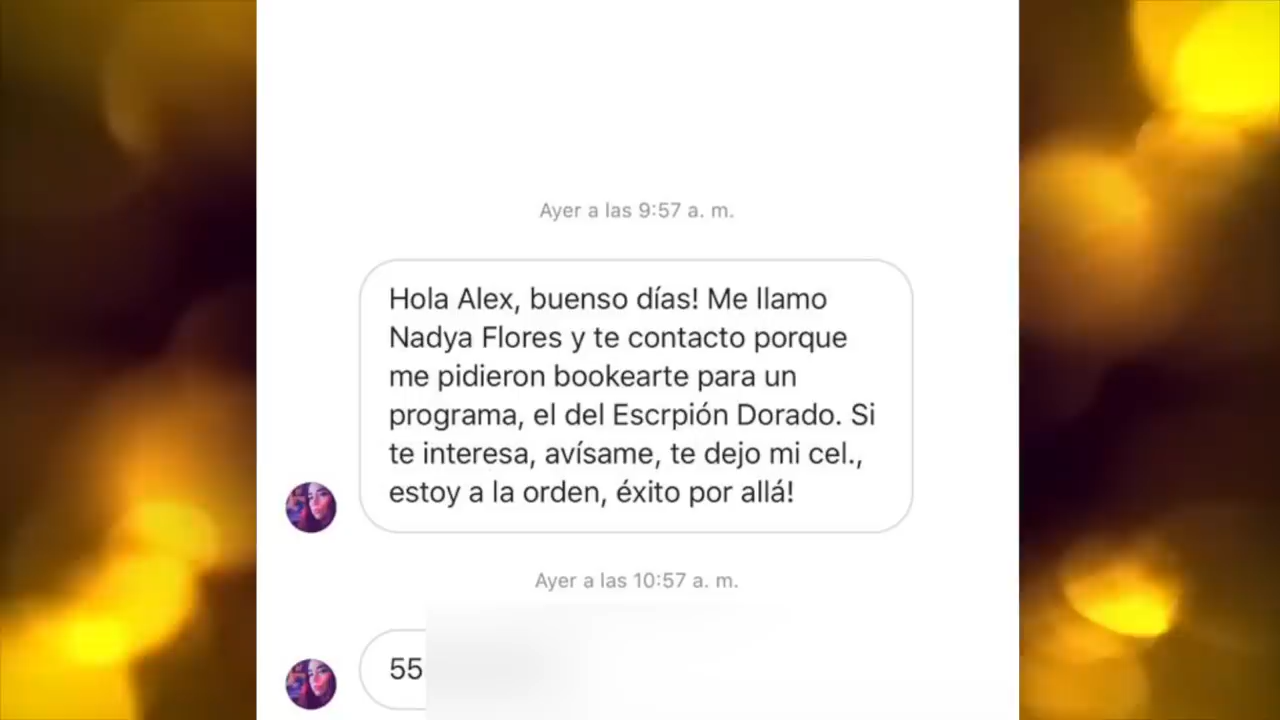 Ayer a las 9:57 a. m.
Hola Alex, buenso días! Me llamo
Nadya Flores y te contacto porque
me pidieron bookearte para un
programa, el del Escrpión Dorado. Si
te interesa, avísame, te dejo mi cel.,
estoy a la orden, éxito por allá!
Ayer a las 10:57 a. m.
55